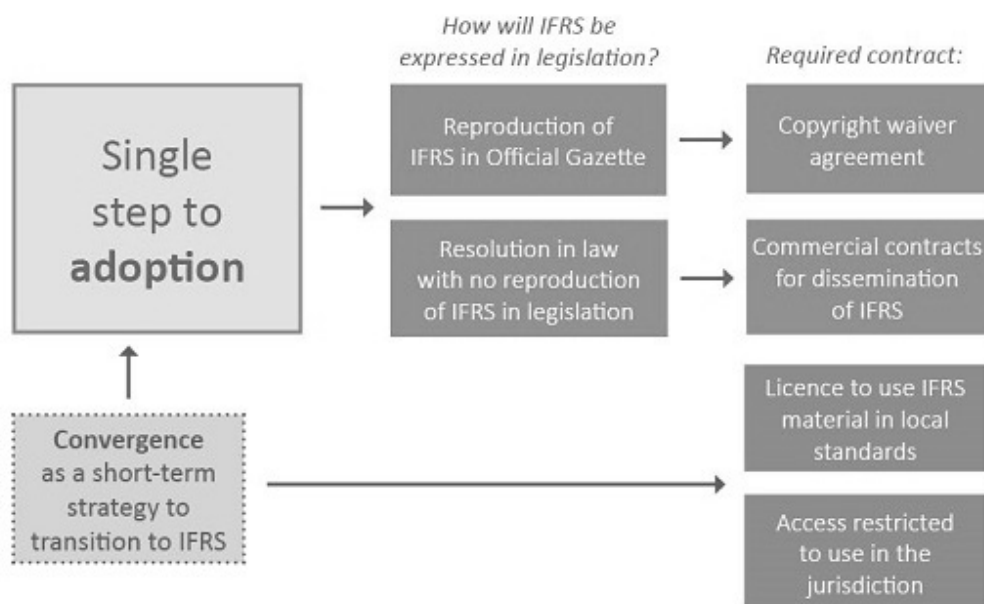 How will IFRS be
expressed in legislation?
Required contract:
Single
step to
adoption
Reproduction of
IFRS in Official Gazette
Copyright waiver
agreement
Resolution in law
with no reproduction
of IFRS in legislation
Commercial contracts
for dissemination
of IFRS
Convergence
as a short-term
strategy to
transition to IFRS
Licence to use IFRS
material in local
standards
Access restricted
to use in the
jurisdiction